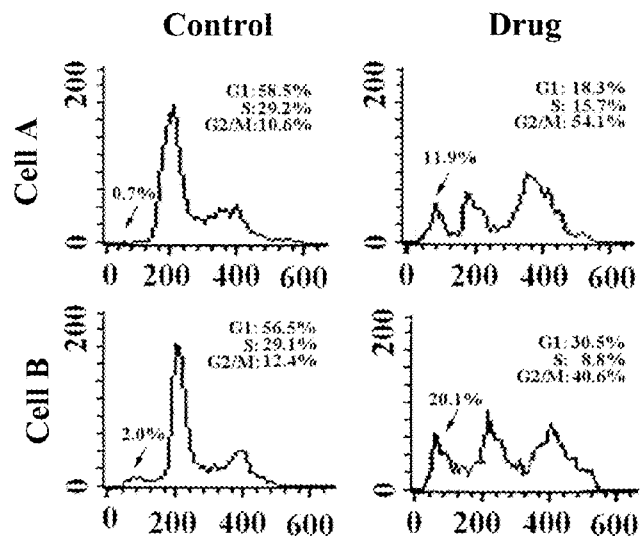 Control
Drug
Cell A
200
0
G1: 58.5%
S: 29.2%
G2/M: 10.6%
0.7%
0 200 400 600
200
0
G1: 18.3%
S: 15.7%
G2/M: 54.1%
11.9%
0 200 400 600
Cell B
200
0
G1: 56.5%
S: 29.1%
G2/M: 12.4%
2.0%
0 200 400 600
200
0
G1: 30.5%
S: 8.8%
G2/M: 40.6%
20.1%
0 200 400 600